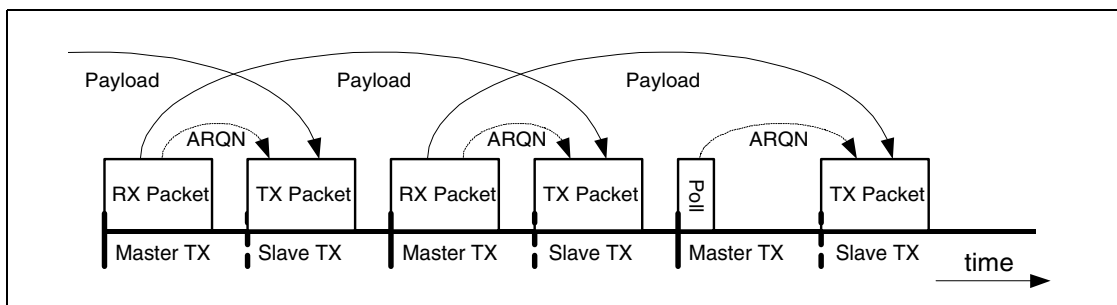 Payload Payload Payload
ARQN ARQN ARQN
RX Packet TX Packet RX Packet TX Packet Poll TX Packet
Master TX Slave TX Master TX Slave TX Master TX Slave TX
time